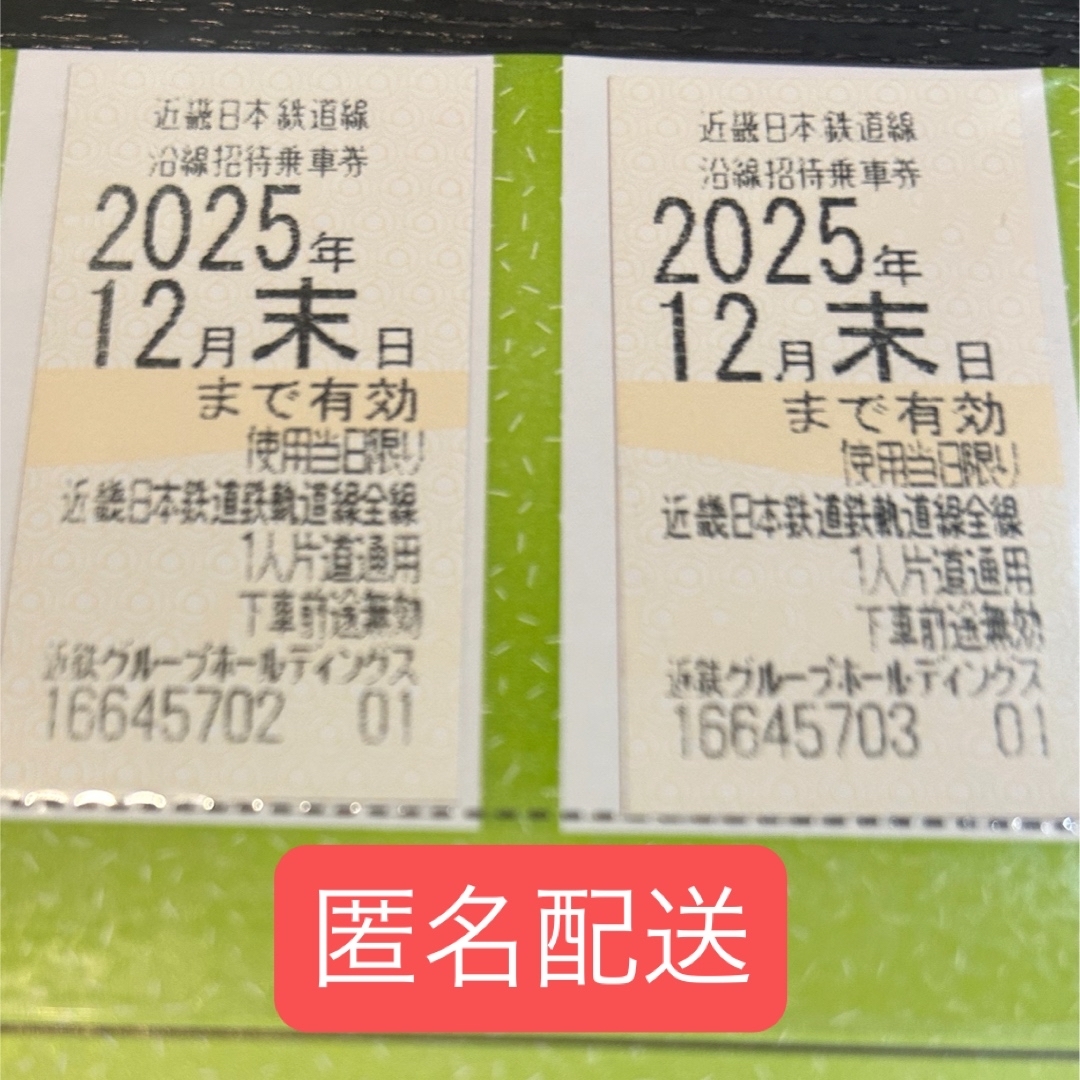 近畿日本鉄道線
沿線招待乗車券
2025年
12月末日
まで有効
使用当日限り
近畿日本鉄道鉄軌道線全線
1人片道通用
下車前途無効
近鉄グループホールディングス
16645702 01
近畿日本鉄道線
沿線招待乗車券
2025年
12月末日
まで有効
使用当日限り
近畿日本鉄道鉄軌道線全線
1人片道通用
下車前途無効
近鉄グループホールディングス
16645703 01
匿名配送